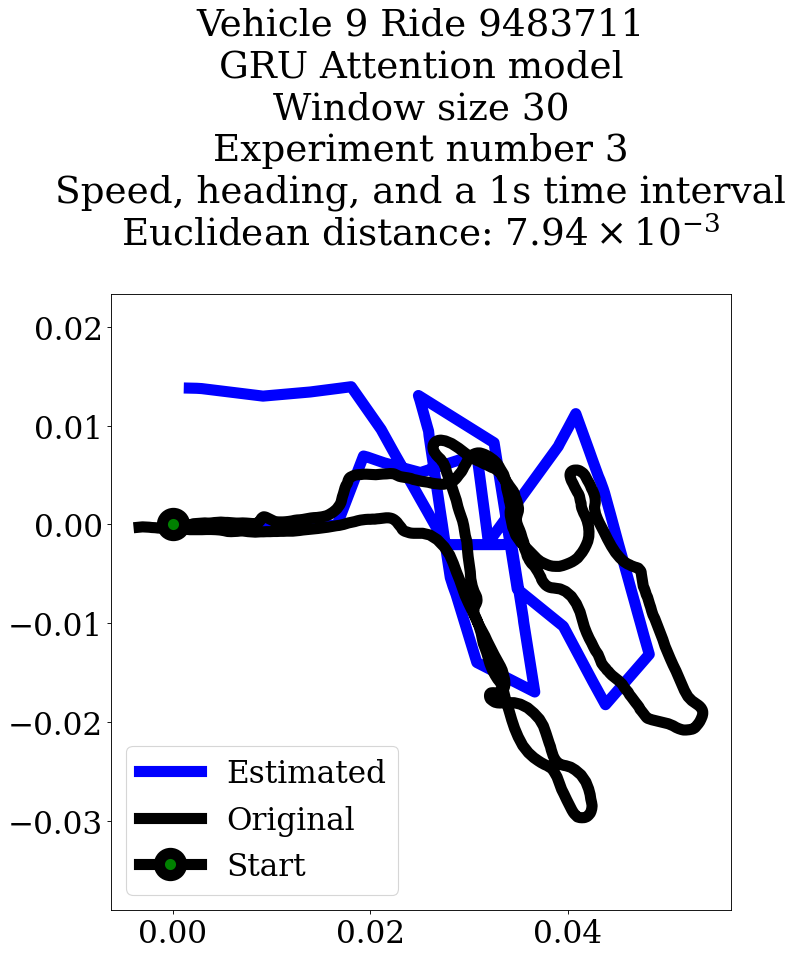 Vehicle 9 Ride 9483711
GRU Attention model
Window size 30
Experiment number 3
Speed, heading, and a 1s time interval
Euclidean distance: 7.94 × 10⁻³
0.02
0.01
0.00
−0.01
−0.02
−0.03
Estimated
Original
Start
0.00 0.02 0.04